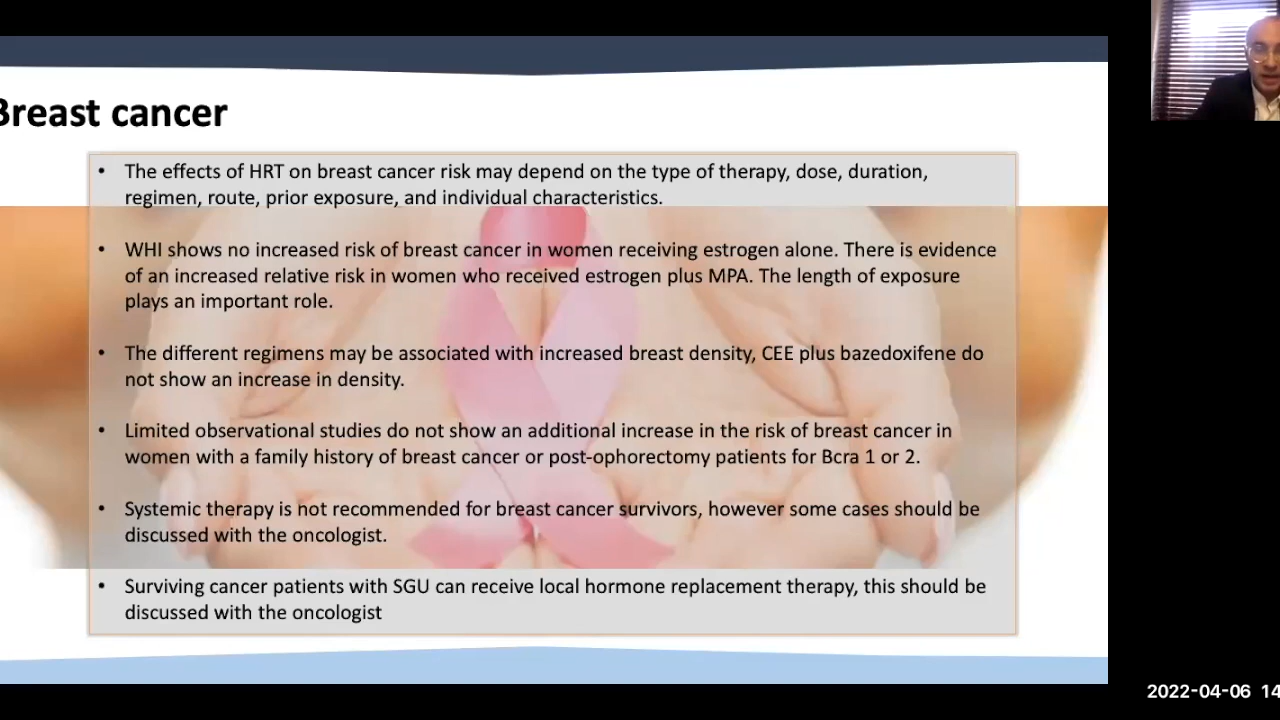 Breast cancer
• The effects of HRT on breast cancer risk may depend on the type of therapy, dose, duration,
regimen, route, prior exposure, and individual characteristics.
• WHI shows no increased risk of breast cancer in women receiving estrogen alone. There is evidence
of an increased relative risk in women who received estrogen plus MPA. The length of exposure
plays an important role.
• The different regimens may be associated with increased breast density, CEE plus bazedoxifene do
not show an increase in density.
• Limited observational studies do not show an additional increase in the risk of breast cancer in
women with a family history of breast cancer or post-ophorectomy patients for Bcra 1 or 2.
• Systemic therapy is not recommended for breast cancer survivors, however some cases should be
discussed with the oncologist.
• Surviving cancer patients with SGU can receive local hormone replacement therapy, this should be
discussed with the oncologist
2022-04-06 14